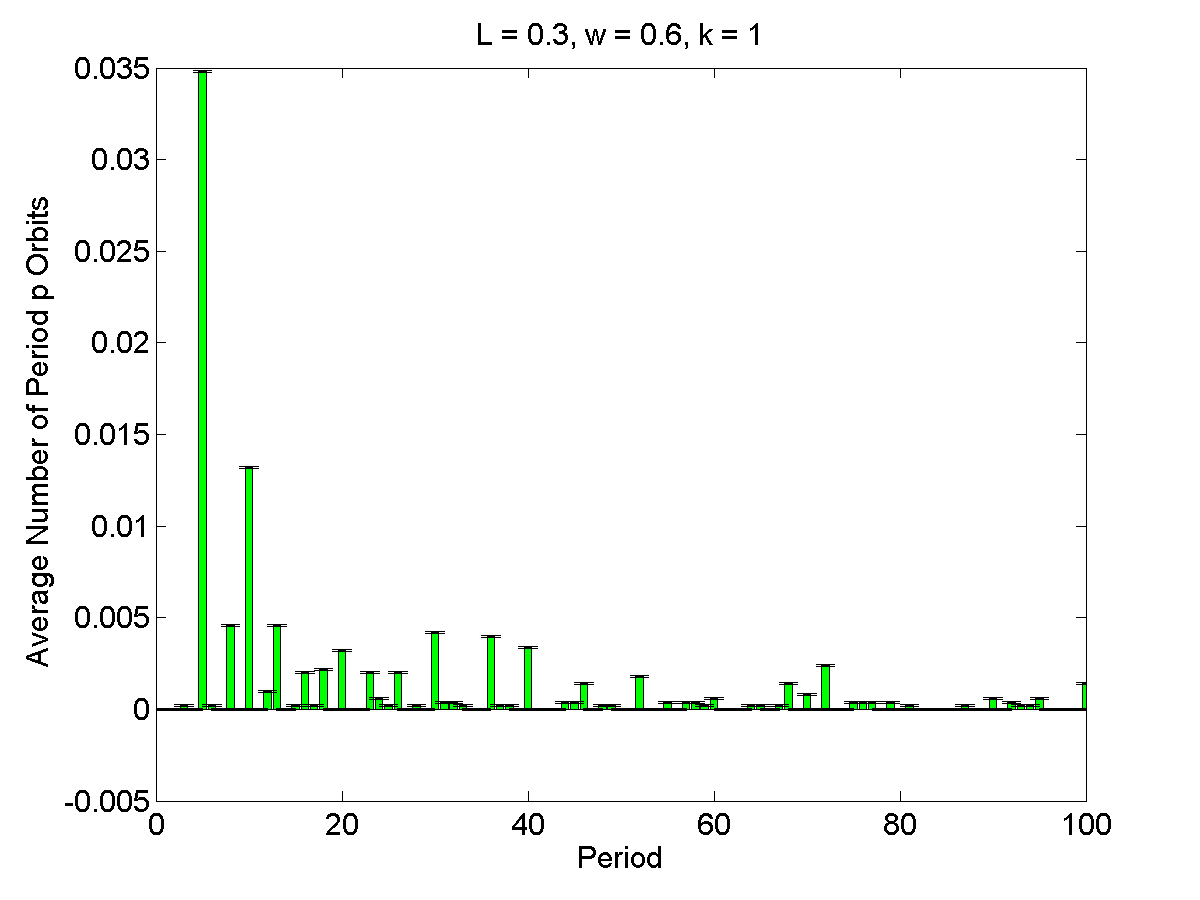 L = 0.3, w = 0.6, k = 1
0.035
0.03
0.025
0.02
0.015
0.01
0.005
0
-0.005
Average Number of Period p Orbits
0 20 40 60 80 100
Period